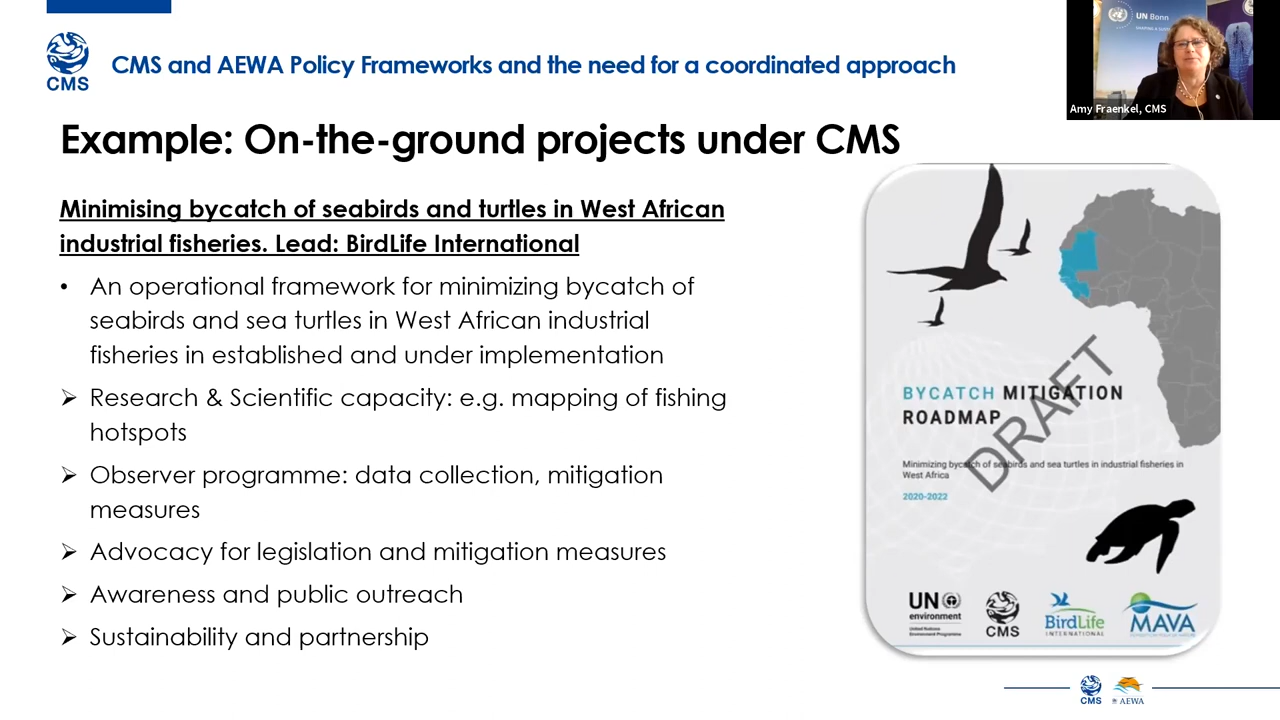 CMS
CMS and AEWA Policy Frameworks and the need for a coordinated approach
UN Bonn
Amy Fraenkel, CMS
Example: On-the-ground projects under CMS
Minimising bycatch of seabirds and turtles in West African
industrial fisheries. Lead: BirdLife International
• An operational framework for minimizing bycatch of
seabirds and sea turtles in West African industrial
fisheries in established and under implementation
➢ Research & Scientific capacity: e.g. mapping of fishing
hotspots
➢ Observer programme: data collection, mitigation
measures
➢ Advocacy for legislation and mitigation measures
➢ Awareness and public outreach
➢ Sustainability and partnership
BYCATCH MITIGATION
ROADMAP
DRAFT
Minimizing bycatch of seabirds and sea turtles in industrial fisheries in
West Africa
2020-2022
UN
environment
United Nations
Environment Programme
CMS
BirdLife
INTERNATIONAL
MAVA
CMS
AEWA